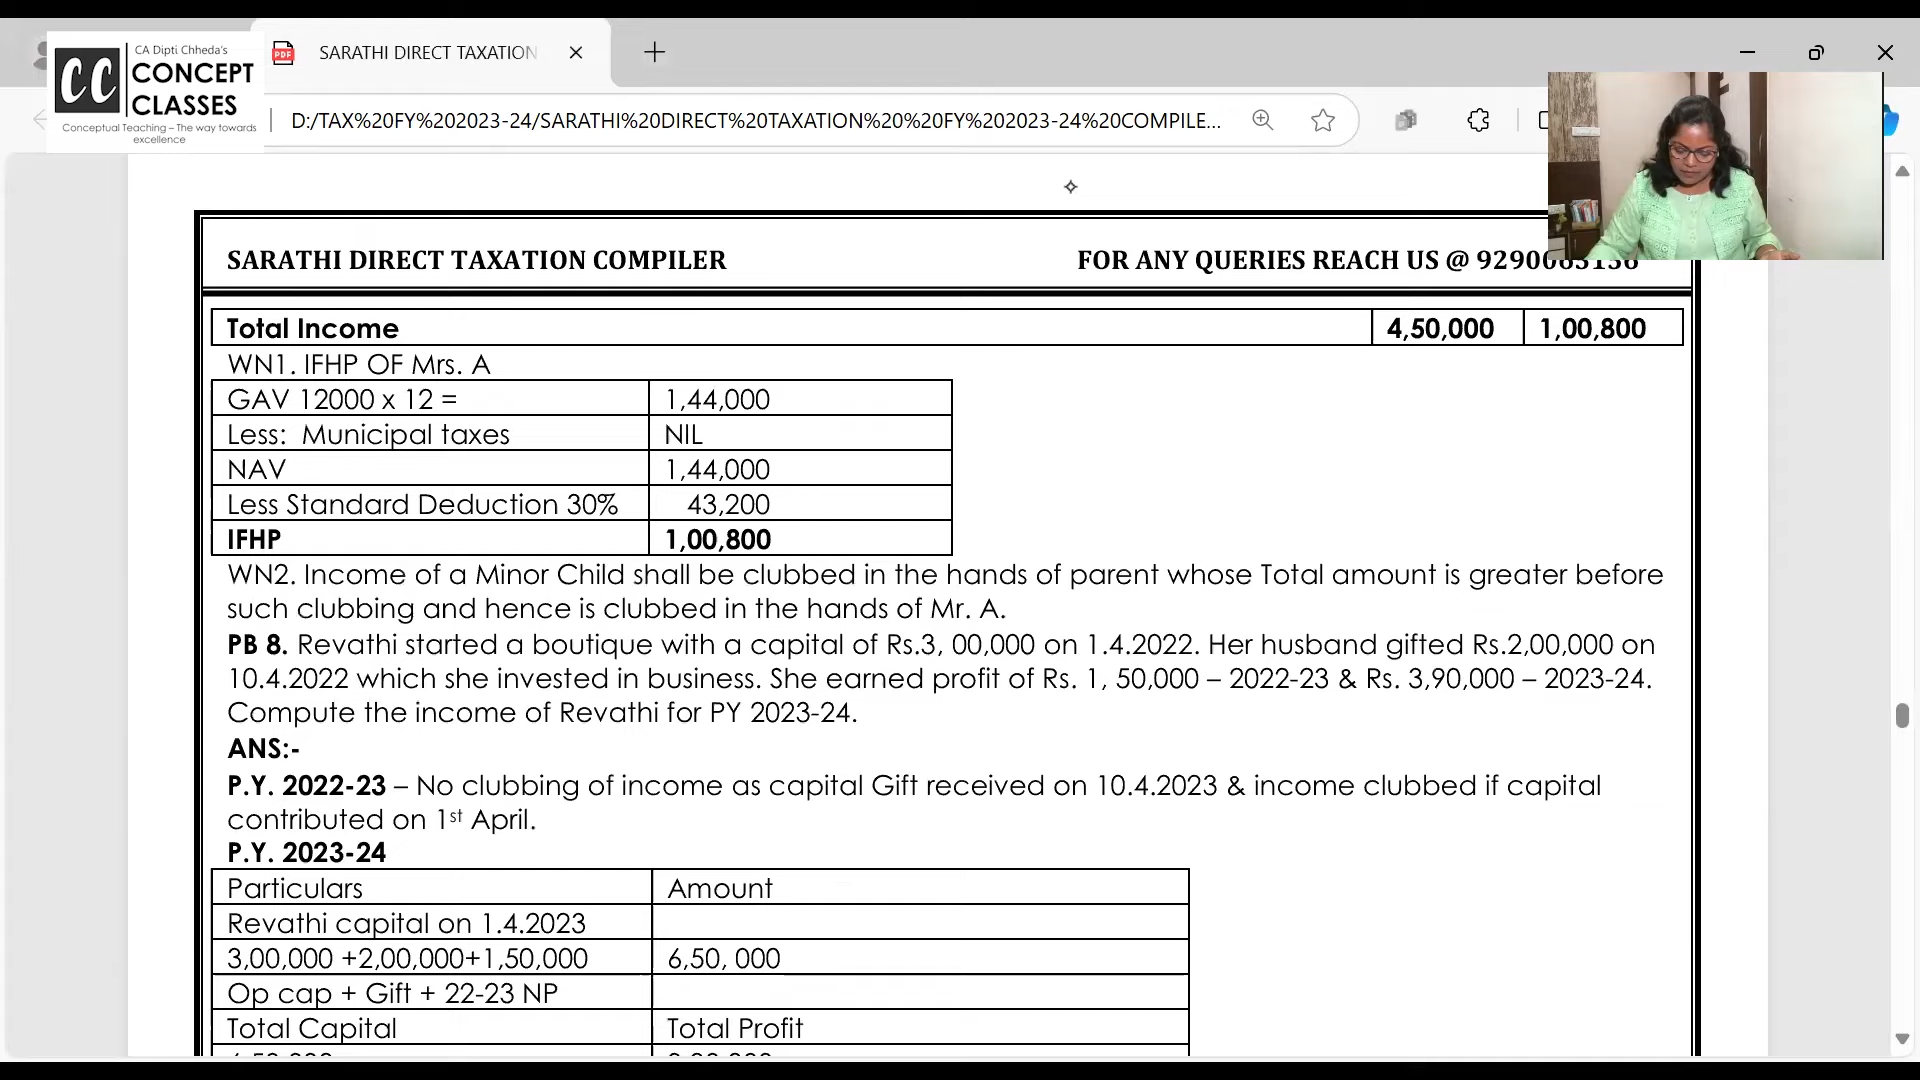 CA Dipti Chheda's
CC CONCEPT
CLASSES
Conceptual Teaching – The way towards
excellence
PDF
SARATHI DIRECT TAXATION
D:/TAX%20FY%202023-24/SARATHI%20DIRECT%20TAXATION%20%20FY%202023-24%20COMPILE...
SARATHI DIRECT TAXATION COMPILER FOR ANY QUERIES REACH US @
Total Income 4,50,000 1,00,800
WN1. IFHP OF Mrs. A
GAV 12000 x 12 = 1,44,000
Less: Municipal taxes NIL
NAV 1,44,000
Less Standard Deduction 30% 43,200
IFHP 1,00,800
WN2. Income of a Minor Child shall be clubbed in the hands of parent whose Total amount is greater before
such clubbing and hence is clubbed in the hands of Mr. A.
PB 8. Revathi started a boutique with a capital of Rs.3, 00,000 on 1.4.2022. Her husband gifted Rs.2,00,000 on
10.4.2022 which she invested in business. She earned profit of Rs. 1, 50,000 – 2022-23 & Rs. 3,90,000 – 2023-24.
Compute the income of Revathi for PY 2023-24.
ANS:-
P.Y. 2022-23 – No clubbing of income as capital Gift received on 10.4.2023 & income clubbed if capital
contributed on 1st April.
P.Y. 2023-24
Particulars Amount
Revathi capital on 1.4.2023
3,00,000 +2,00,000+1,50,000 6,50, 000
Op cap + Gift + 22-23 NP
Total Capital Total Profit